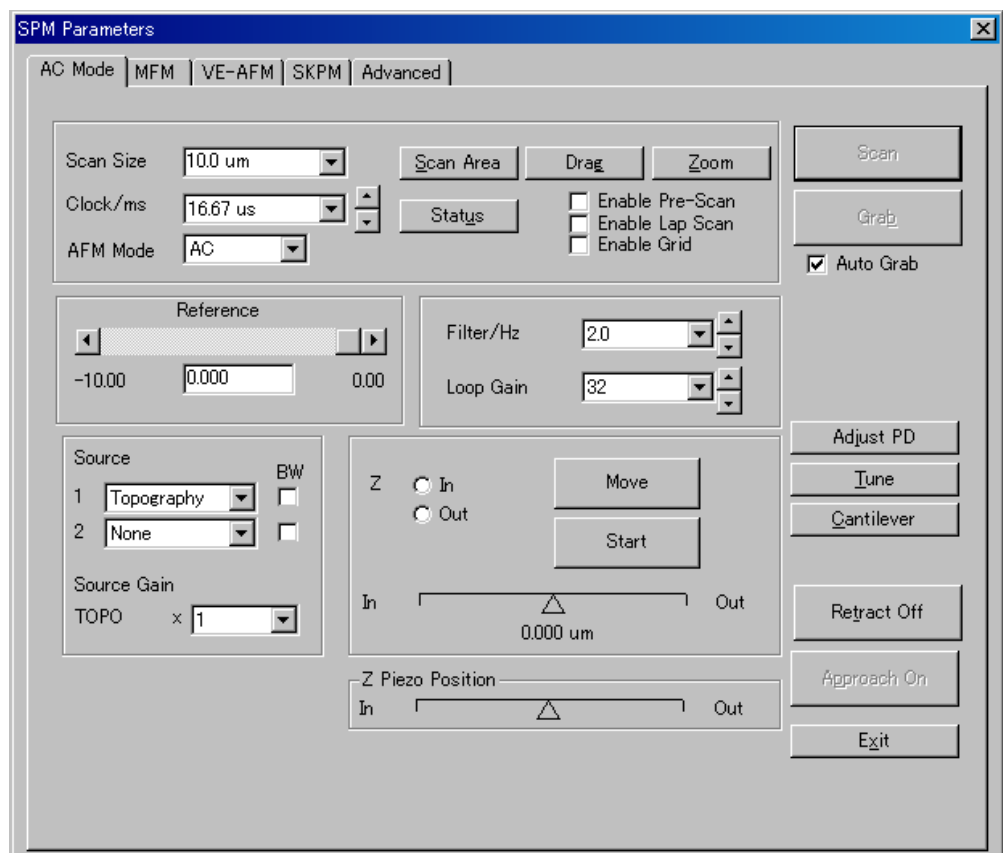 SPM Parameters
AC Mode MFM VE-AFM SKPM Advanced
Scan Size 10.0 um Scan Area Drag Zoom
Clock/ms 16.67 us Status
Enable Pre-Scan
Enable Lap Scan
Enable Grid
AFM Mode AC
Scan
Grab
Auto Grab
Reference
-10.00 0.000 0.00
Filter/Hz 2.0
Loop Gain 32
Source BW
1 Topography
2 None
Source Gain
TOPO x 1
Z In Move
Out Start
In Out
0.000 um
Z Piezo Position
In Out
Adjust PD
Tune
Cantilever
Retract Off
Approach On
Exit